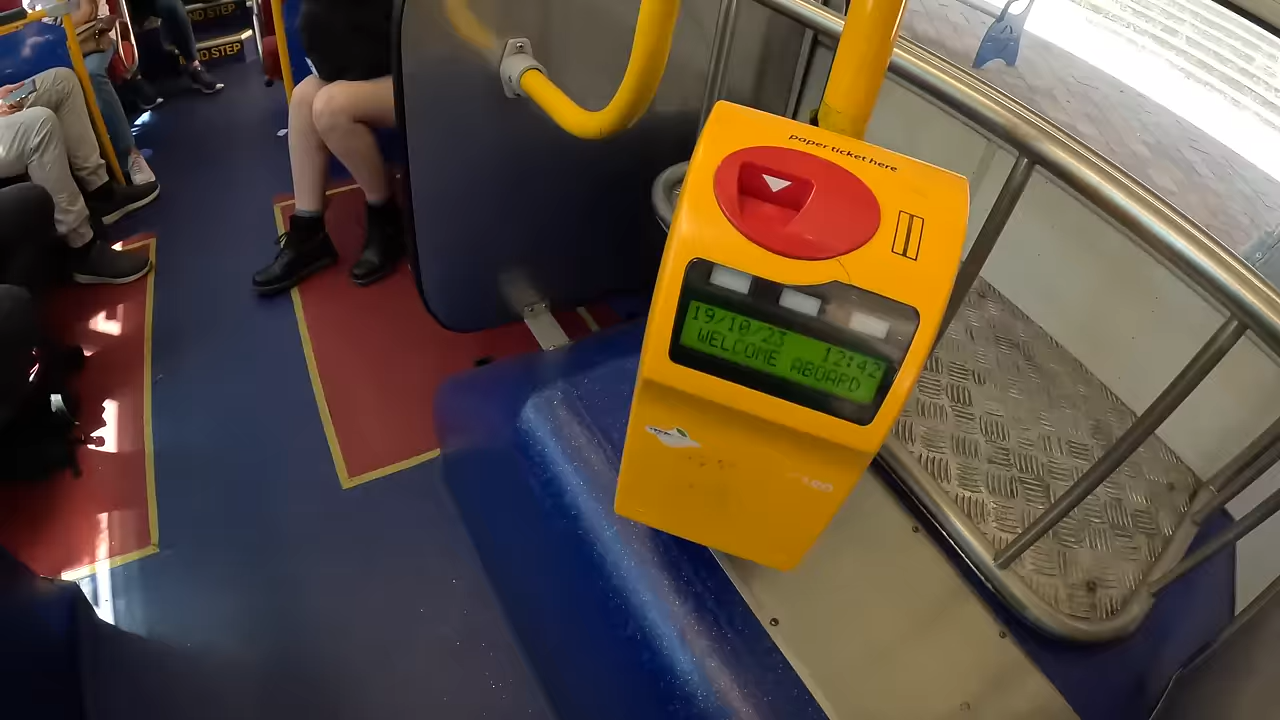 ND STEP
ND STEP
paper ticket here
19/10/23 12:42
WELCOME ABOARD